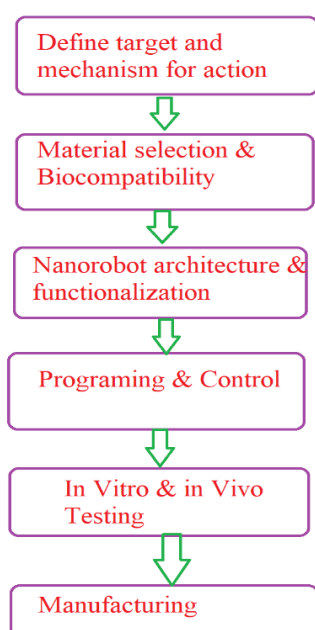 Define target and
mechanism for action
Material selection &
Biocompatibility
Nanorobot architecture &
functionalization
Programing & Control
In Vitro & in Vivo
Testing
Manufacturing